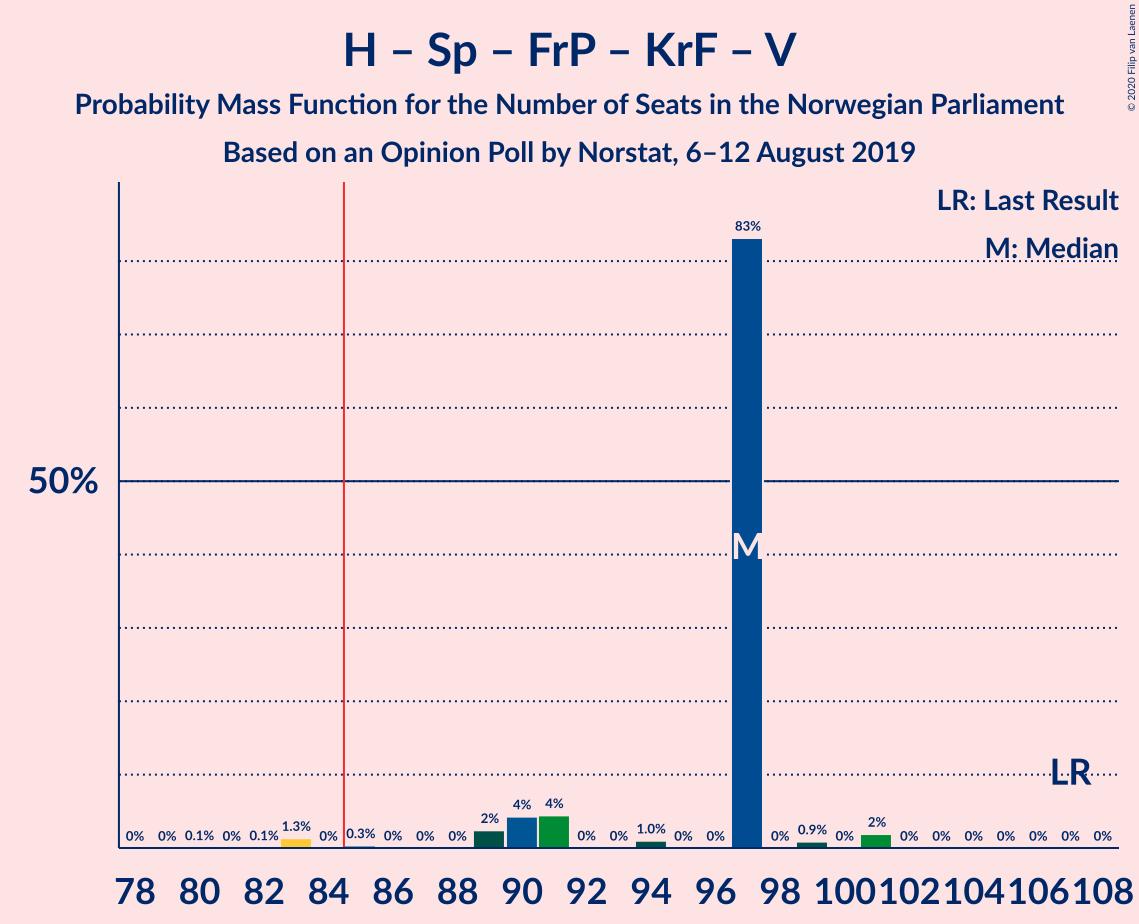 H – Sp – FrP – KrF – V
Probability Mass Function for the Number of Seats in the Norwegian Parliament
Based on an Opinion Poll by Norstat, 6–12 August 2019
© 2020 Filip van Laenen
LR: Last Result
M: Median
50%
0% 0% 0.1% 0% 0.1% 1.3% 0% 0.3% 0% 0% 0% 2% 4% 4% 0% 0% 1.0% 0% 0% 83% 0% 0.9% 0% 2% 0% 0% 0% 0% 0% 0% 0%
M
LR
78 80 82 84 86 88 90 92 94 96 98 100 102 104 106 108